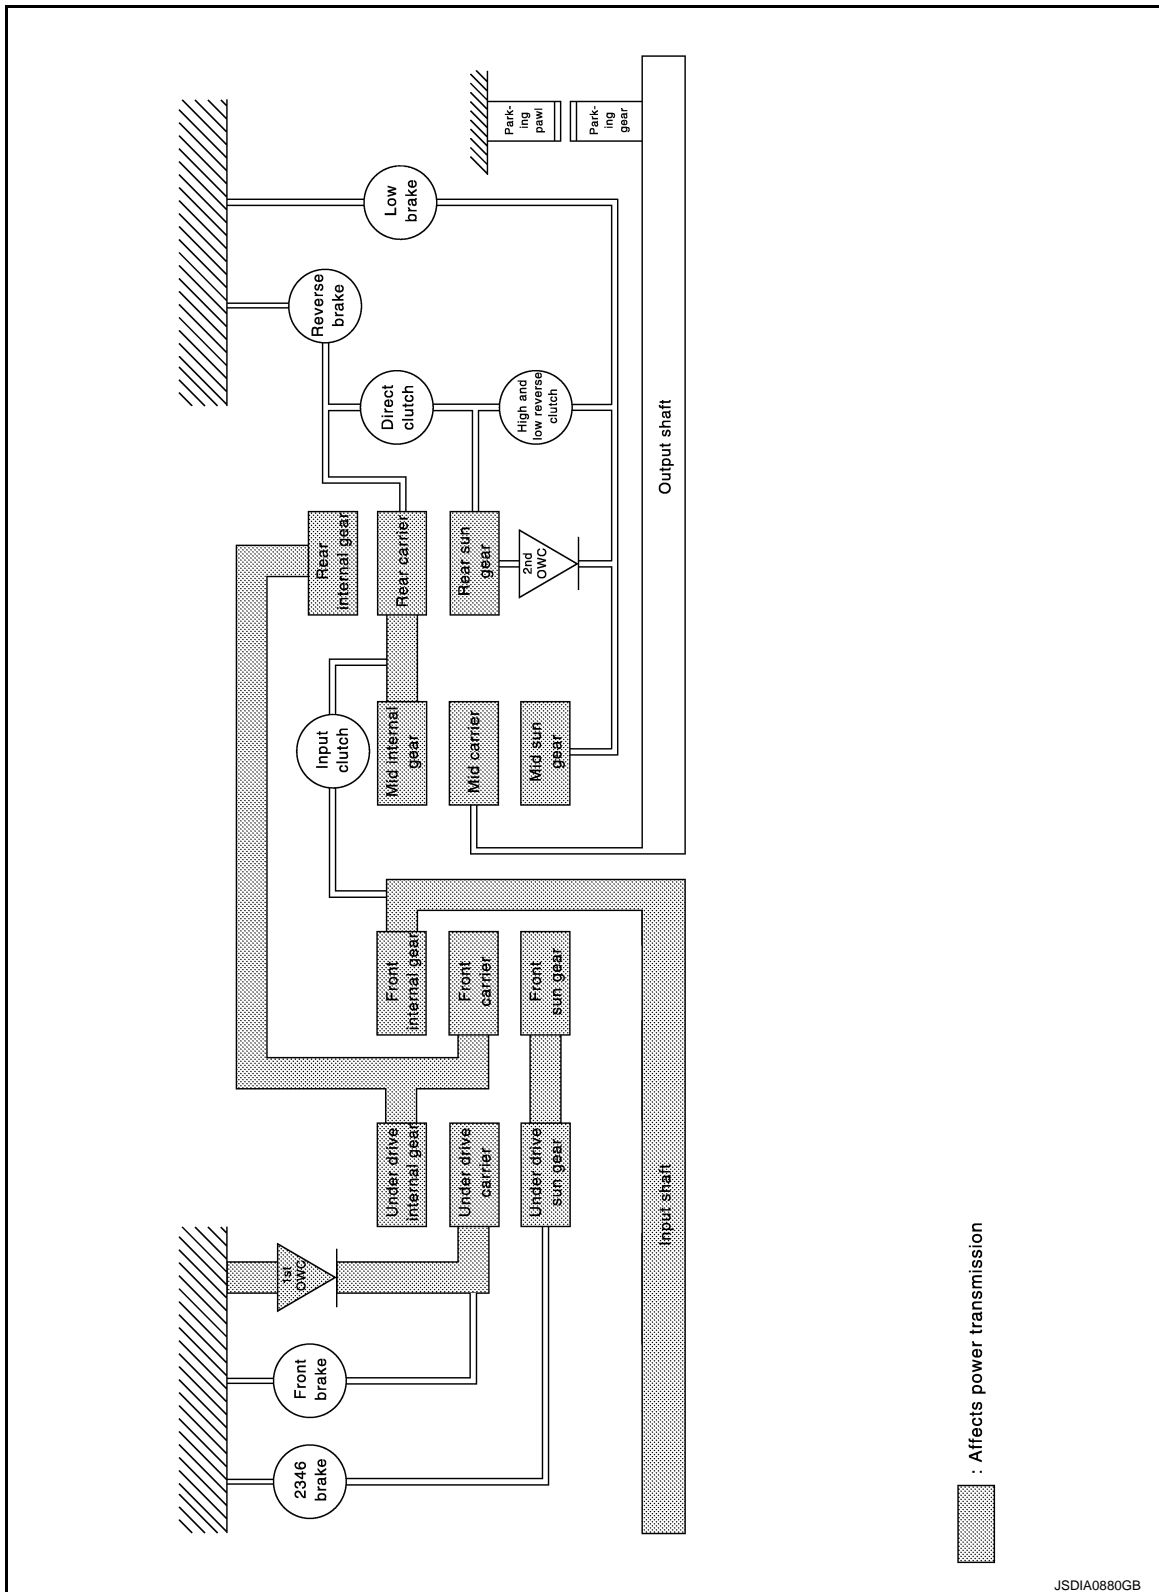 Park-
ing
pawl
Park-
ing
gear
Low
brake
Reverse
brake
Direct
clutch
High and
low reverse
clutch
Output shaft
Rear
internal gear
Rear carrier
Rear sun
gear
2nd
OWC
Input
clutch
Mid internal
gear
Mid carrier
Mid sun
gear
Front
internal gear
Front
carrier
Front
sun gear
Under drive
internal gear
Under drive
carrier
Under drive
sun gear
Input shaft
1st
OWC
Front
brake
2346
brake
: Affects power transmission
JSDIA0880GB